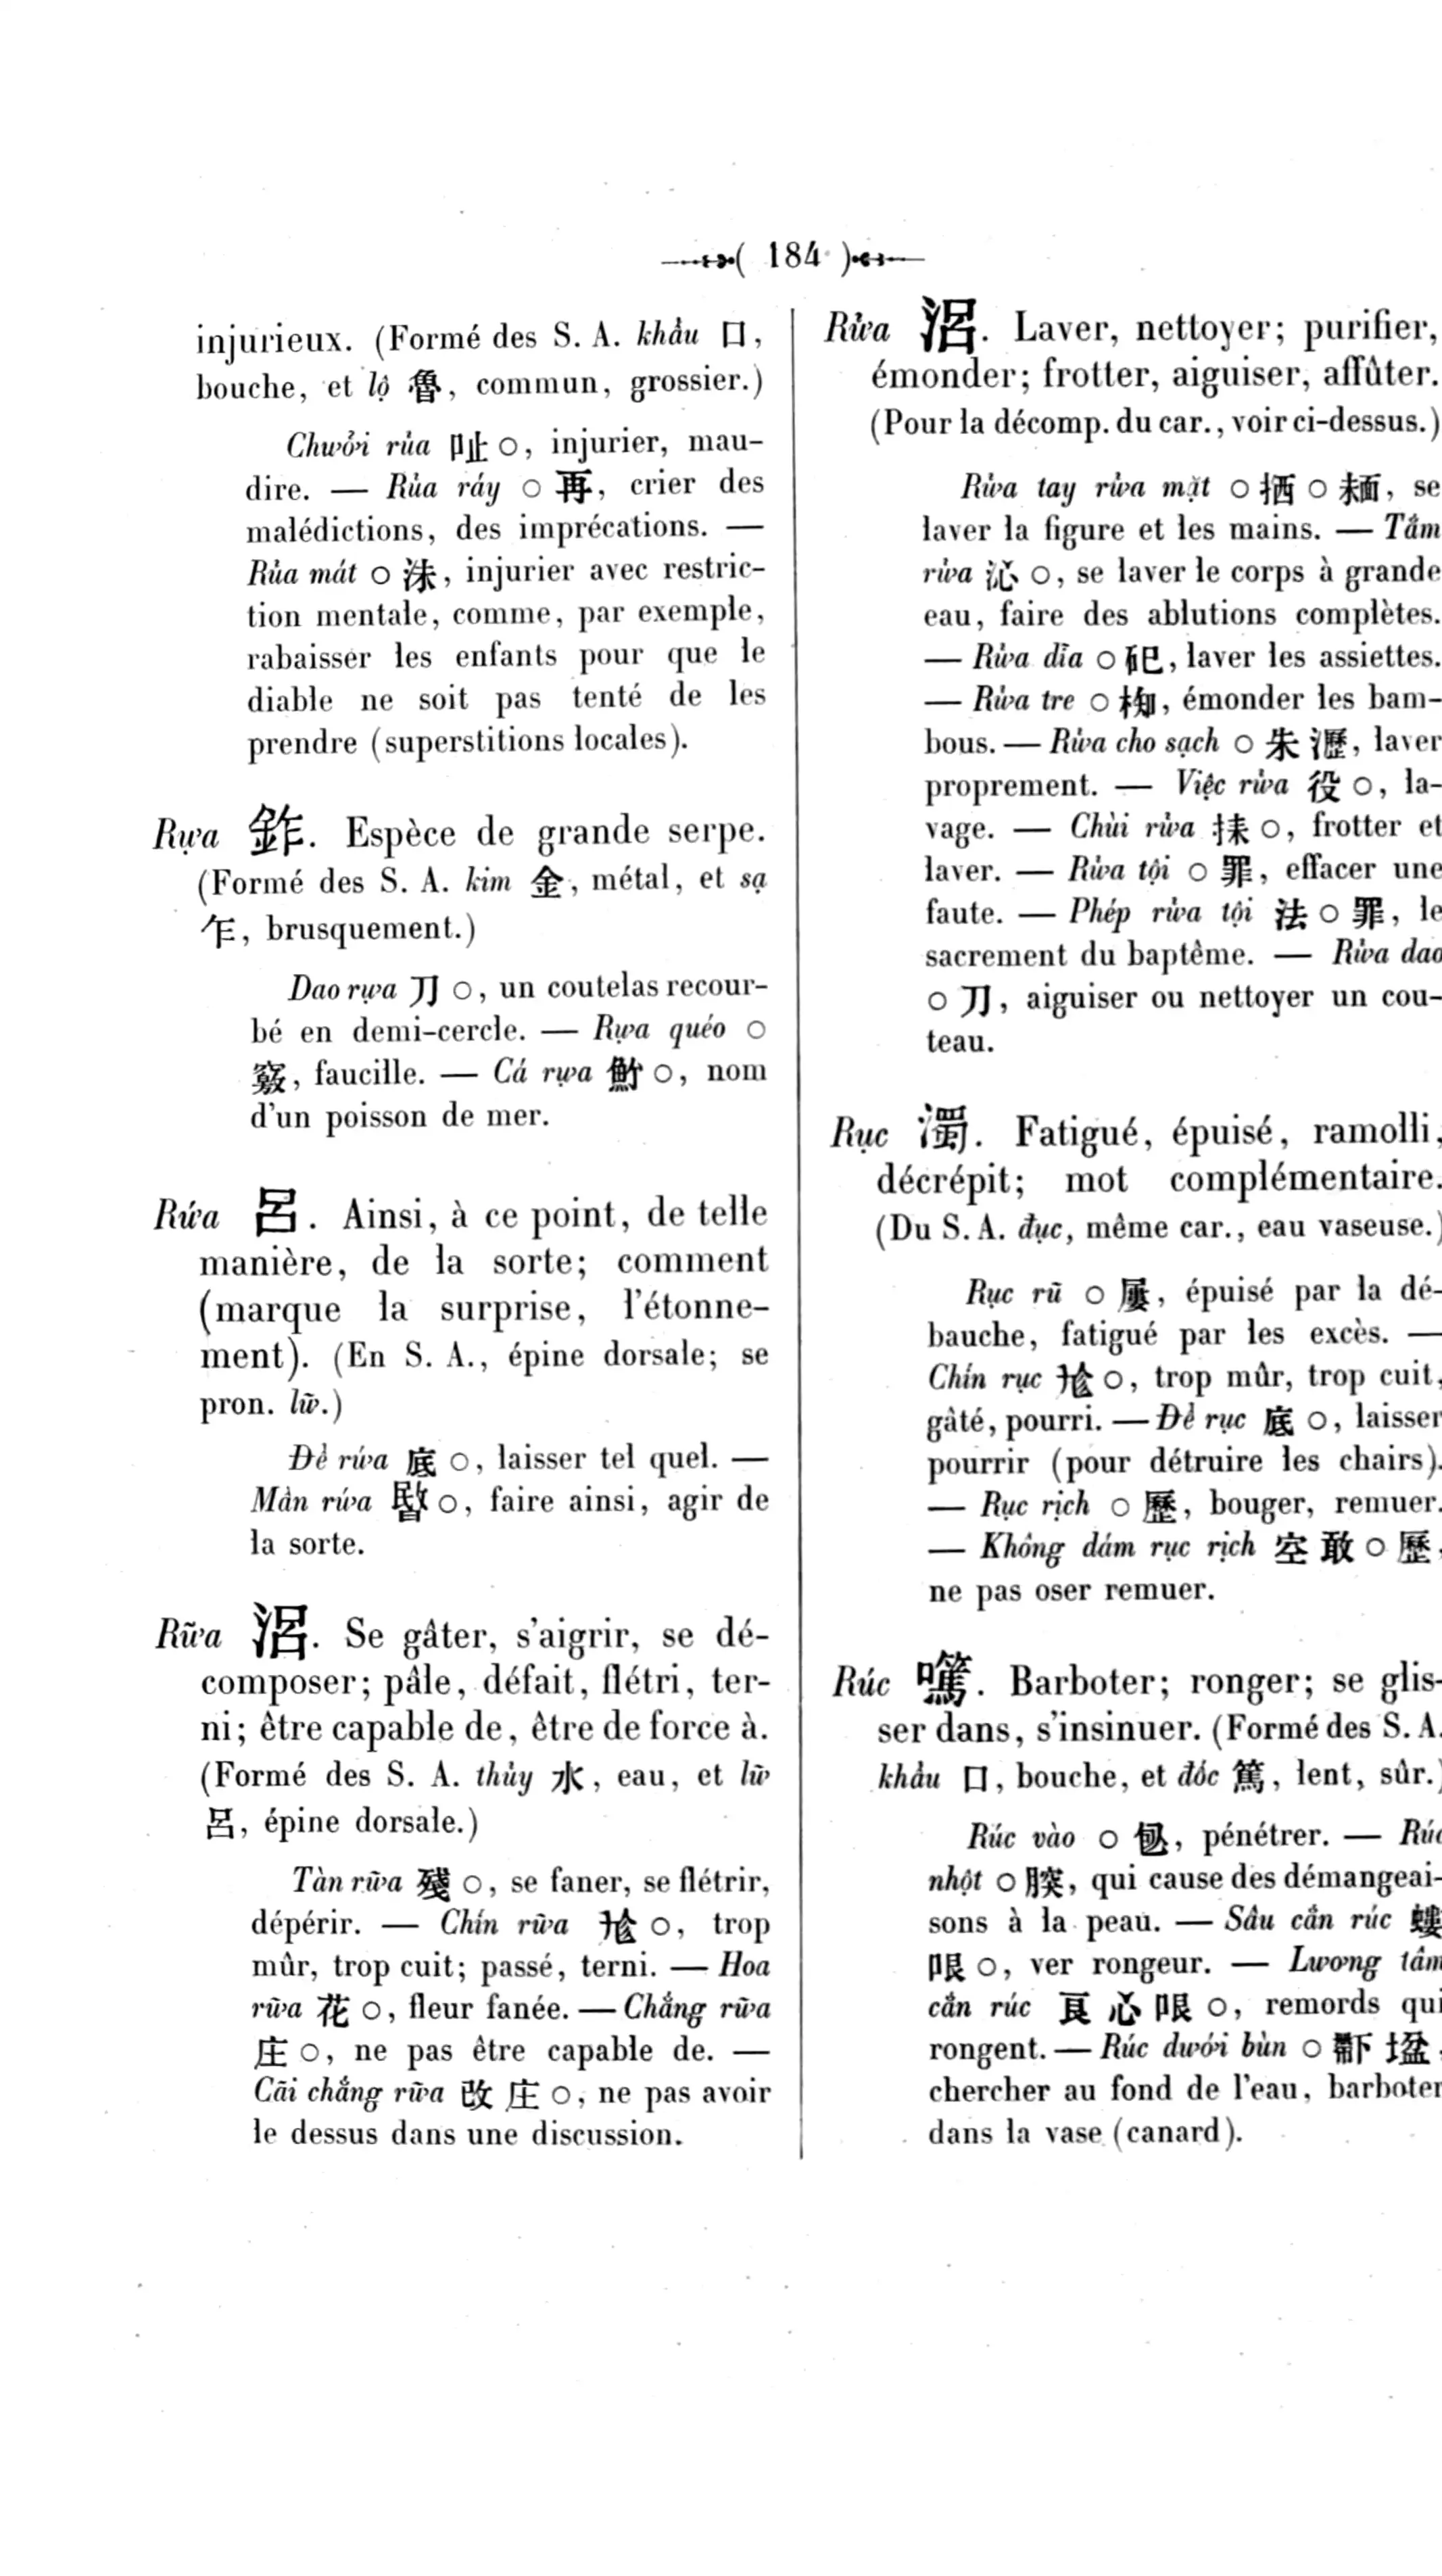 ( 184 )
injurieux. (Formé des S. A. khẩu 口,
bouche, et lộ 魯, commun, grossier.)
Chưởi rủa 吐 ○, injurier, mau-
dire. — Rủa ráy ○ 再, crier des
malédictions, des imprécations. —
Rủa mát ○ 沬, injurier avec restric-
tion mentale, comme, par exemple,
rabaisser les enfants pour que le
diable ne soit pas tenté de les
prendre (superstitions locales).
Rựa 鉈. Espèce de grande serpe.
(Formé des S. A. kim 金, métal, et sạ
乍, brusquement.)
Dao rựa 刀 ○, un coutelas recour-
bé en demi-cercle. — Rựa quéo ○
, faucille. — Cá rựa ○, nom
d'un poisson de mer.
Rứa 呂. Ainsi, à ce point, de telle
manière, de la sorte; comment
(marque la surprise, l'étonne-
ment). (En S. A., épine dorsale; se
pron. lữ.)
Để rứa 底 ○, laisser tel quel. —
Mần rứa ○, faire ainsi, agir de
la sorte.
Rữa 浥. Se gâter, s'aigrir, se dé-
composer; pâle, défait, flétri, ter-
ni; être capable de, être de force à.
(Formé des S. A. thủy 水, eau, et lữ
呂, épine dorsale.)
Tàn rữa 殘 ○, se faner, se flétrir,
dépérir. — Chín rữa ○, trop
mûr, trop cuit; passé, terni. — Hoa
rữa 花 ○, fleur fanée. — Chẳng rữa
庄 ○, ne pas être capable de. —
Cãi chẳng rữa 改 庄 ○, ne pas avoir
le dessus dans une discussion.
Rửa . Laver, nettoyer; purifier,
émonder; frotter, aiguiser, affûter.
(Pour la décomp. du car., voir ci-dessus.)
Rửa tay rửa mặt ○ 拪 ○ 𩈘, se
laver la figure et les mains. — Tắm
rửa 沁 ○, se laver le corps à grande
eau, faire des ablutions complètes.
— Rửa dĩa ○ , laver les assiettes.
— Rửa tre ○ 椥, émonder les bam-
bous. — Rửa cho sạch ○ 朱 瀝, laver
proprement. — Việc rửa 役 ○, la-
vage. — Chùi rửa ○, frotter et
laver. — Rửa tội ○ 罪, effacer une
faute. — Phép rửa tội 法 ○ 罪, le
sacrement du baptême. — Rửa dao
○ 刀, aiguiser ou nettoyer un cou-
teau.
Rục 濁. Fatigué, épuisé, ramolli,
décrépit; mot complémentaire.
(Du S. A. đục, même car., eau vaseuse.)
Rục rũ ○ 屢, épuisé par la dé-
bauche, fatigué par les excès. —
Chín rục ○, trop mûr, trop cuit,
gâté, pourri. — Để rục 底 ○, laisser
pourrir (pour détruire les chairs).
— Rục rịch ○ 歷, bouger, remuer.
— Không dám rục rịch 空 敢 ○ 歷,
ne pas oser remuer.
Rúc . Barboter; ronger; se glis-
ser dans, s'insinuer. (Formé des S. A.
khẩu 口, bouche, et đốc 篤, lent, sûr.)
Rúc vào ○ , pénétrer. — Rúc
nhột ○ , qui cause des démangeai-
sons à la peau. — Sâu cắn rúc 螻
哏 ○, ver rongeur. — Lương tâm
cắn rúc 良 心 哏 ○, remords qui
rongent. — Rúc dưới bùn ○ ,
chercher au fond de l'eau, barboter
dans la vase (canard).